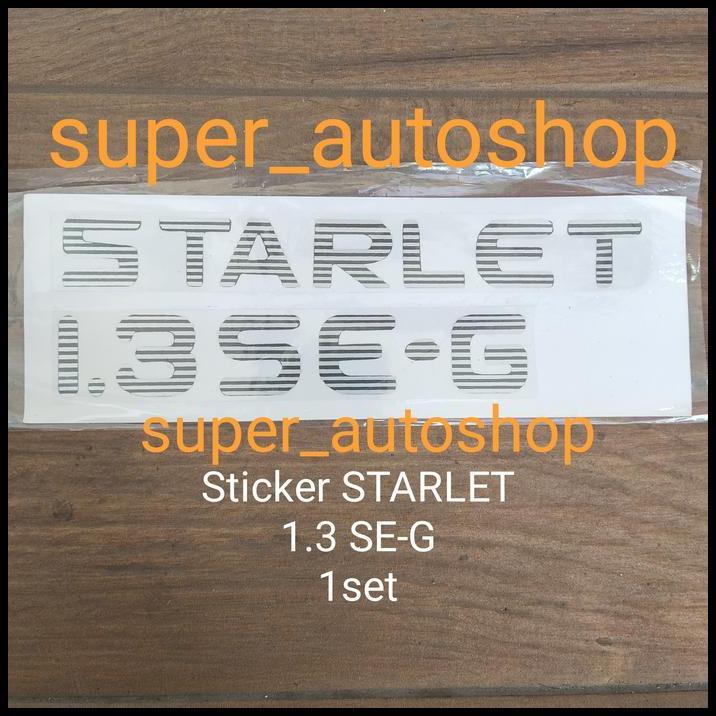 super_autoshop
STARLET
1.3SE-G
super_autoshop
Sticker STARLET
1.3 SE-G
1set